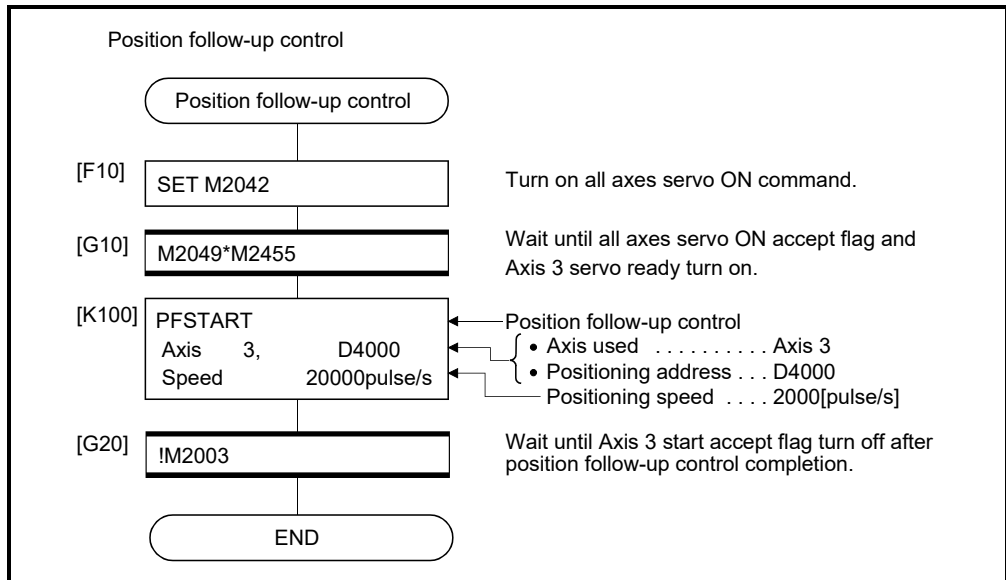 Position follow-up control
Position follow-up control
[F10]
SET M2042
Turn on all axes servo ON command.
[G10]
M2049*M2455
Wait until all axes servo ON accept flag and
Axis 3 servo ready turn on.
[K100]
PFSTART
Axis 3, D4000
Speed 20000pulse/s
Position follow-up control
• Axis used . . . . . . . . . . Axis 3
• Positioning address . . . D4000
Positioning speed . . . . 2000[pulse/s]
[G20]
!M2003
Wait until Axis 3 start accept flag turn off after
position follow-up control completion.
END